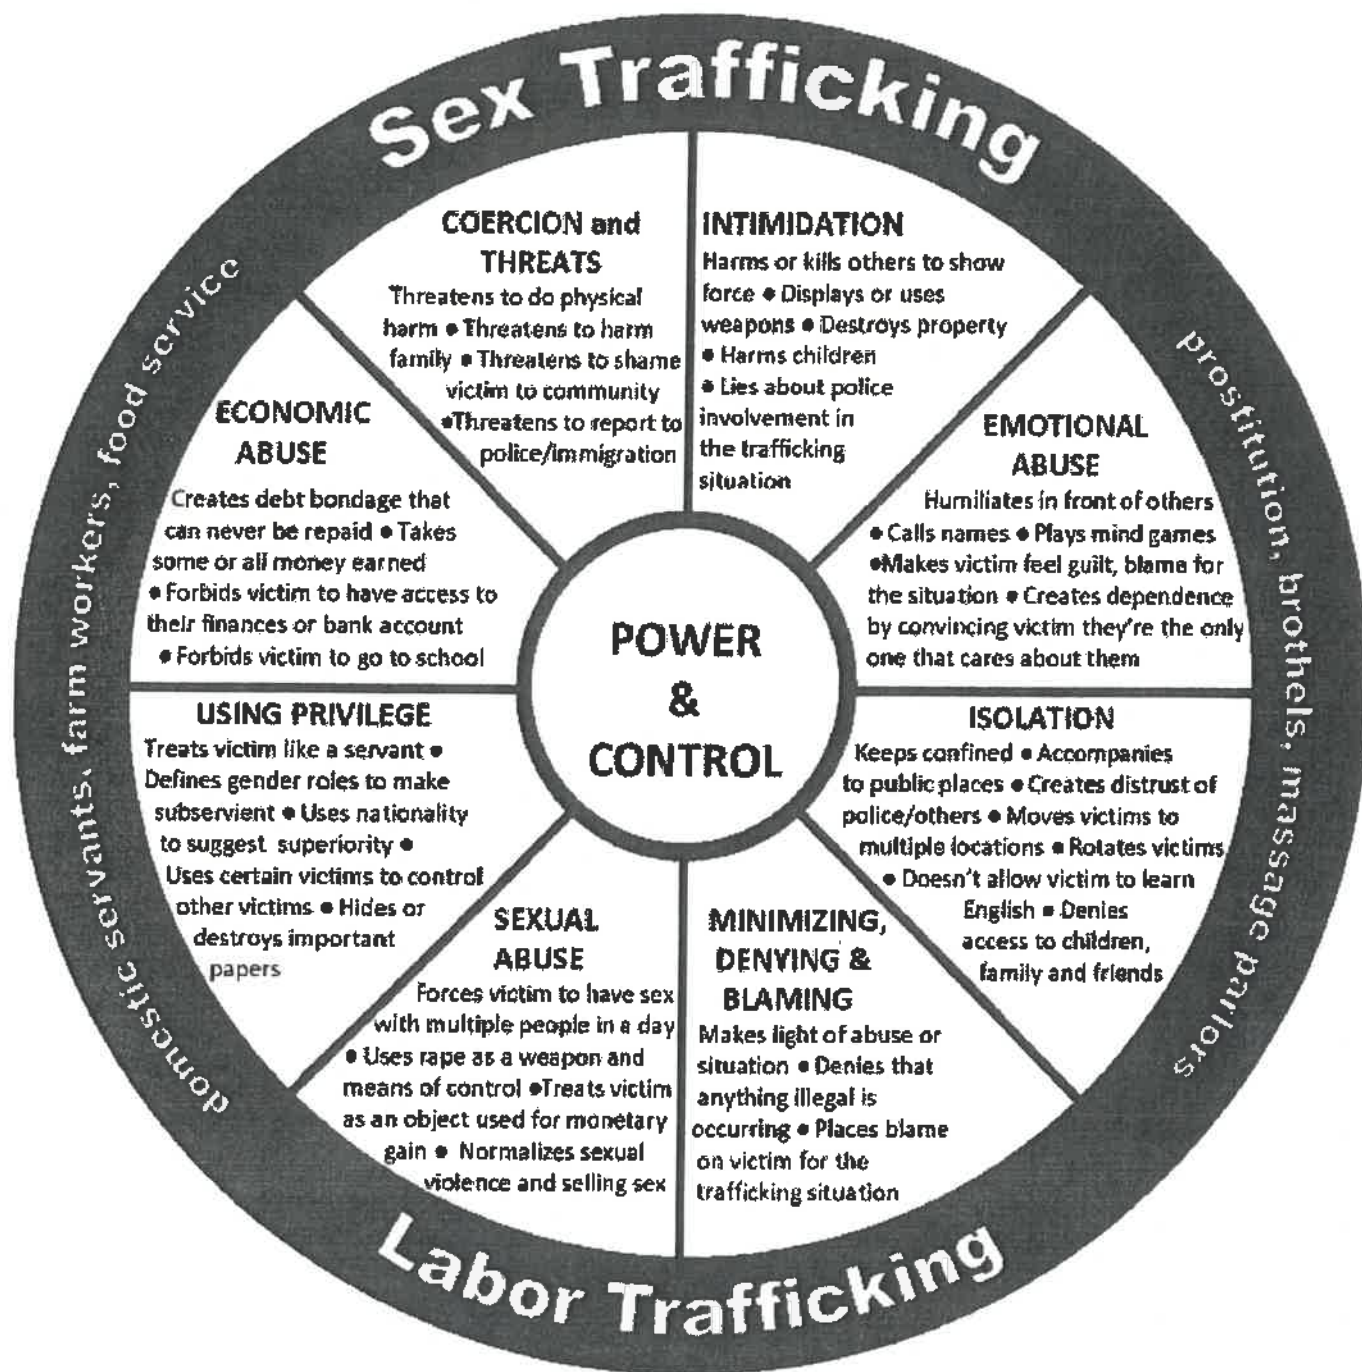 Sex Trafficking
COERCION and
THREATS
Threatens to do physical
harm • Threatens to harm
family • Threatens to shame
victim to community
•Threatens to report to
police/immigration
INTIMIDATION
Harms or kills others to show
force • Displays or uses
weapons • Destroys property
• Harms children
• Lies about police
involvement in
the trafficking
situation
EMOTIONAL
ABUSE
Humiliates in front of others
• Calls names • Plays mind games
•Makes victim feel guilt, blame for
the situation • Creates dependence
by convincing victim they're the only
one that cares about them
ISOLATION
Keeps confined • Accompanies
to public places • Creates distrust of
police/others • Moves victims to
multiple locations • Rotates victims
• Doesn't allow victim to learn
English • Denies
access to children,
family and friends
MINIMIZING,
DENYING &
BLAMING
Makes light of abuse or
situation • Denies that
anything illegal is
occurring • Places blame
on victim for the
trafficking situation
SEXUAL
ABUSE
Forces victim to have sex
with multiple people in a day
• Uses rape as a weapon and
means of control •Treats victim
as an object used for monetary
gain • Normalizes sexual
violence and selling sex
USING PRIVILEGE
Treats victim like a servant •
Defines gender roles to make
subservient • Uses nationality
to suggest superiority •
Uses certain victims to control
other victims • Hides or
destroys important
papers
ECONOMIC
ABUSE
Creates debt bondage that
can never be repaid • Takes
some or all money earned
• Forbids victim to have access to
their finances or bank account
• Forbids victim to go to school
POWER
&
CONTROL
domestic servants, farm workers, food service
prostitution, brothels, massage parlors
Labor Trafficking